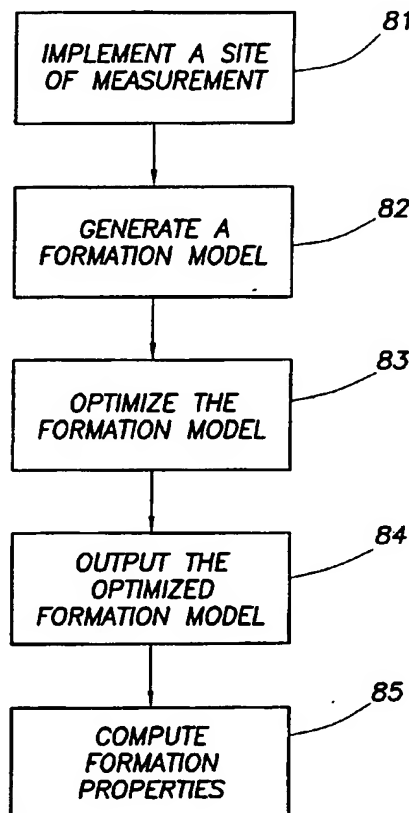 81
IMPLEMENT A SITE
OF MEASUREMENT
82
GENERATE A
FORMATION MODEL
83
OPTIMIZE THE
FORMATION MODEL
84
OUTPUT THE
OPTIMIZED
FORMATION MODEL
85
COMPUTE
FORMATION
PROPERTIES